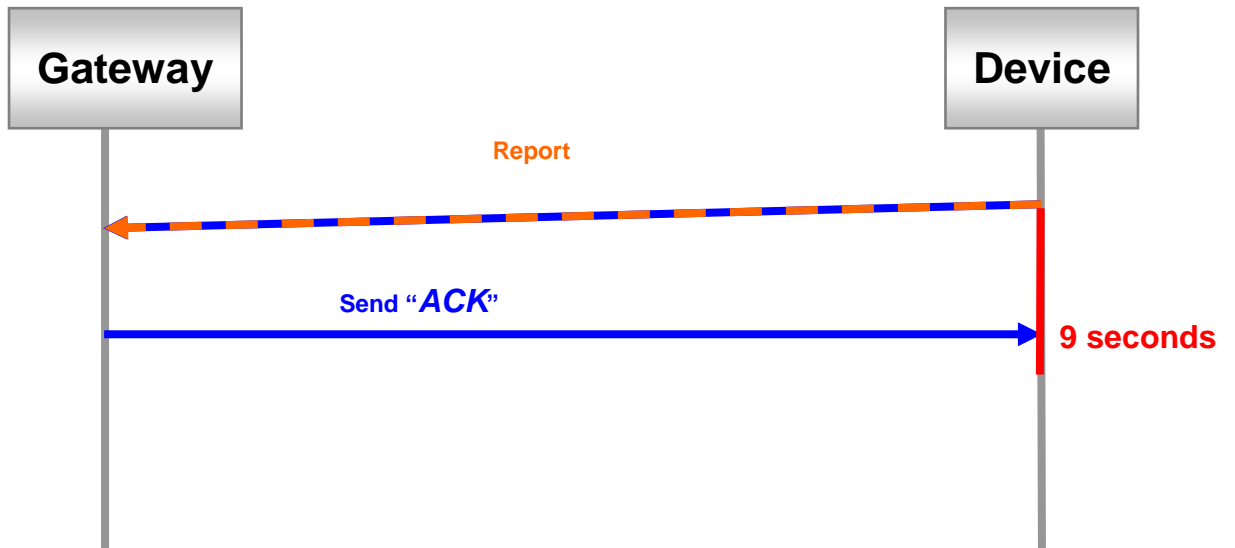 Gateway
Device
Report
Send “ACK”
9 seconds